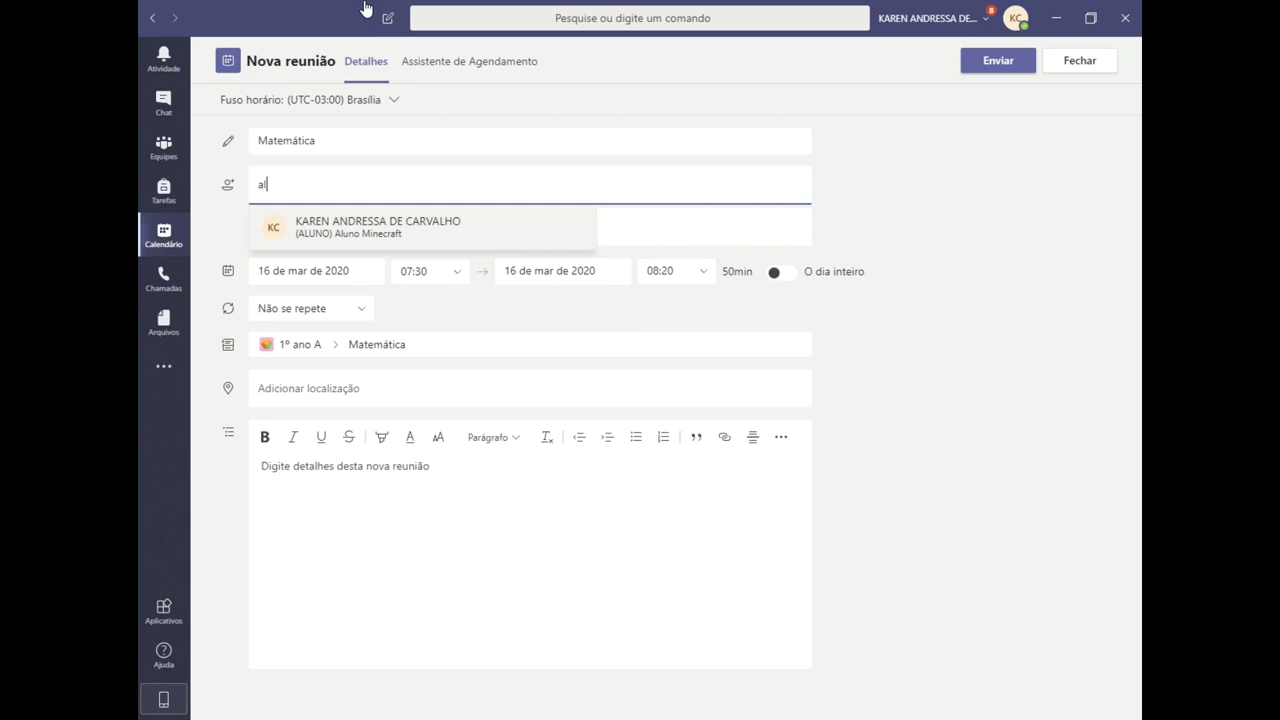 Pesquise ou digite um comando
KAREN ANDRESSA DE...
8
KC
Atividade
Chat
Equipes
Tarefas
Calendário
Chamadas
Arquivos
Aplicativos
Ajuda
Nova reunião
Detalhes
Assistente de Agendamento
Enviar
Fechar
Fuso horário: (UTC-03:00) Brasília
Matemática
al
KC
KAREN ANDRESSA DE CARVALHO
(ALUNO) Aluno Minecraft
16 de mar de 2020
07:30
16 de mar de 2020
08:20
50min
O dia inteiro
Não se repete
1º ano A > Matemática
Adicionar localização
Parágrafo
Digite detalhes desta nova reunião